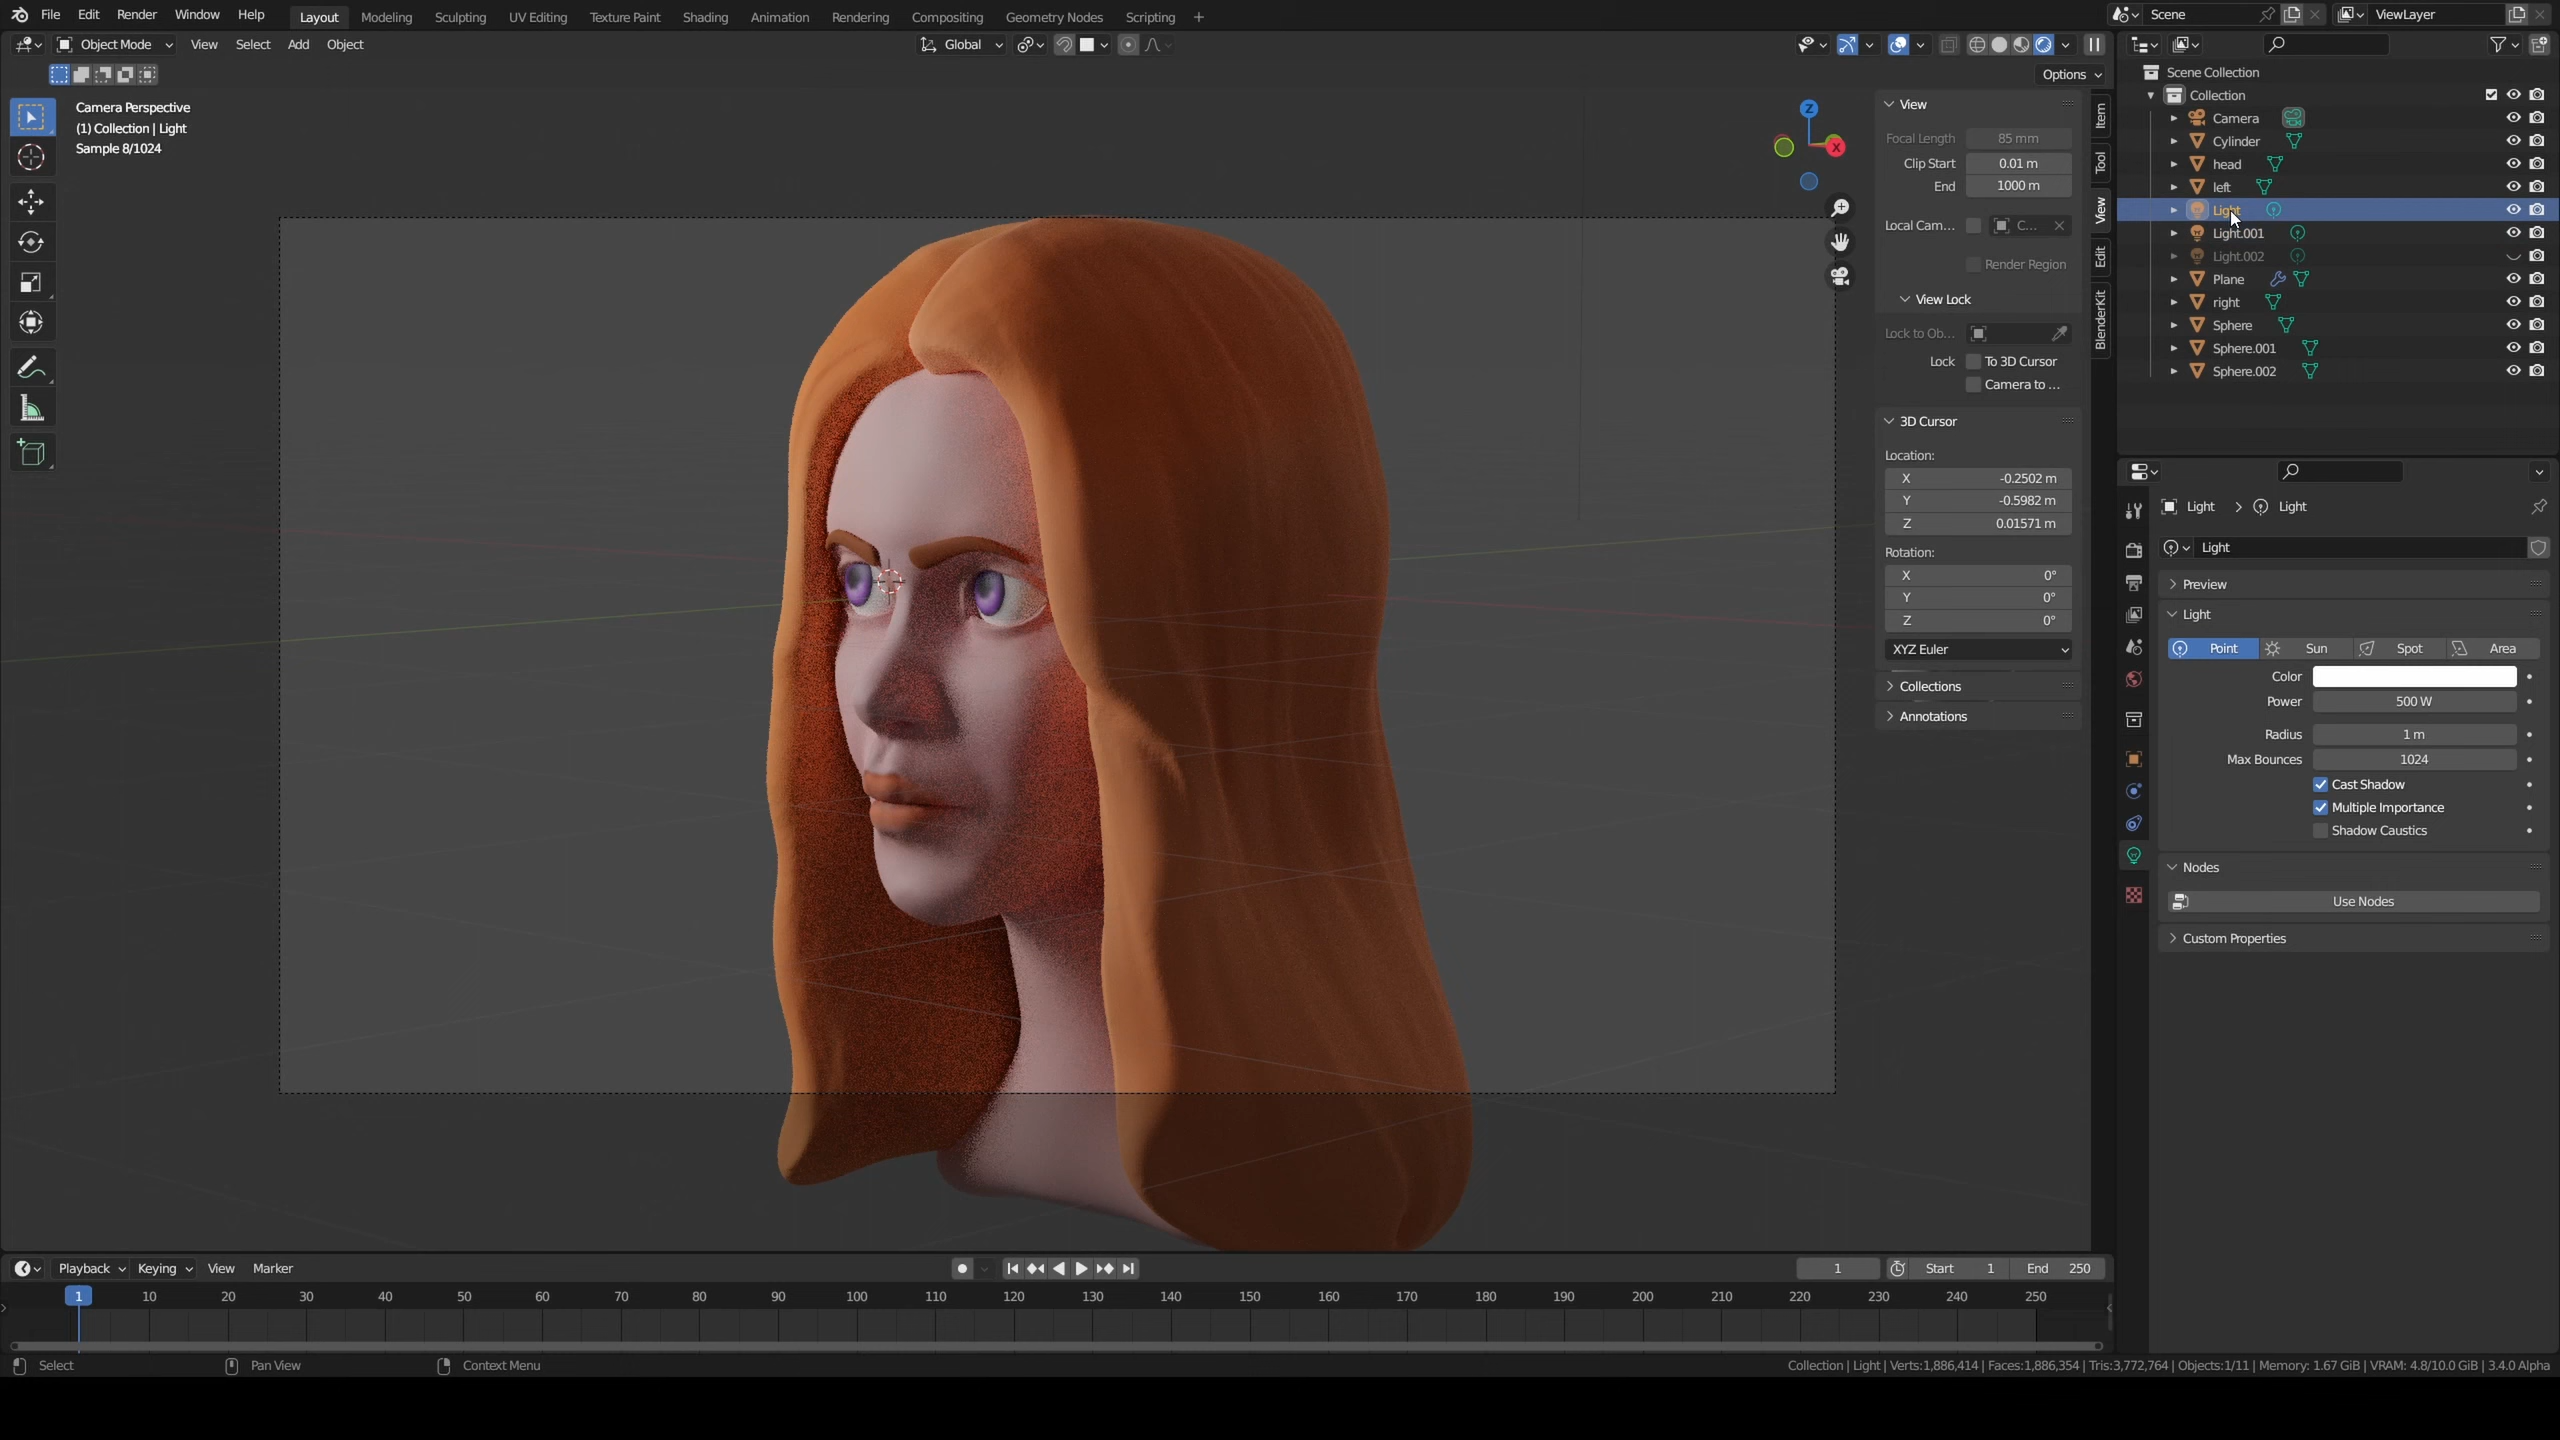 File Edit Render Window Help Layout Modeling Sculpting UV Editing Texture Paint Shading Animation Rendering Compositing Geometry Nodes Scripting + Scene ViewLayer
Object Mode View Select Add Object Global
Options
Camera Perspective
(1) Collection | Light
Sample 8/1024
Z
X
View
Focal Length 85 mm
Clip Start 0.01 m
End 1000 m
Local Cam... C...
Render Region
View Lock
Lock to Ob...
Lock To 3D Cursor
Camera to ...
3D Cursor
Location:
X -0.2502 m
Y -0.5982 m
Z 0.01571 m
Rotation:
X 0°
Y 0°
Z 0°
XYZ Euler
Collections
Annotations
Item
Tool
View
Edit
BlenderKit
Scene Collection
Collection
Camera
Cylinder
head
left
Light
Light.001
Light.002
Plane
right
Sphere
Sphere.001
Sphere.002
Light > Light
Light
Preview
Light
Point Sun Spot Area
Color
Power 500 W
Radius 1 m
Max Bounces 1024
Cast Shadow
Multiple Importance
Shadow Caustics
Nodes
Use Nodes
Custom Properties
Playback Keying View Marker 1 Start 1 End 250
1 10 20 30 40 50 60 70 80 90 100 110 120 130 140 150 160 170 180 190 200 210 220 230 240 250
Select Pan View Context Menu Collection | Light | Verts:1,886,414 | Faces:1,886,354 | Tris:3,772,764 | Objects:1/11 | Memory: 1.67 GiB | VRAM: 4.8/10.0 GiB | 3.4.0 Alpha